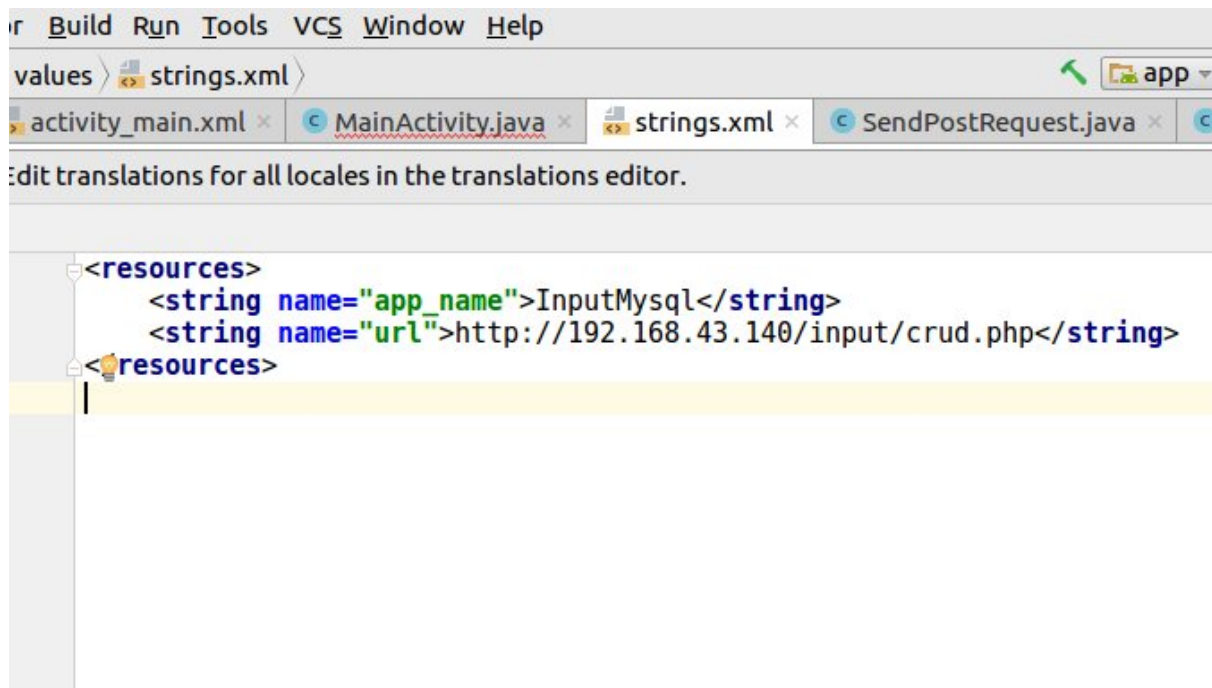 r Build Run Tools VCS Window Help
values strings.xml app
activity_main.xml MainActivity.java strings.xml SendPostRequest.java
Edit translations for all locales in the translations editor.
<resources>
<string name="app_name">InputMysql</string>
<string name="url">http://192.168.43.140/input/crud.php</string>
<resources>